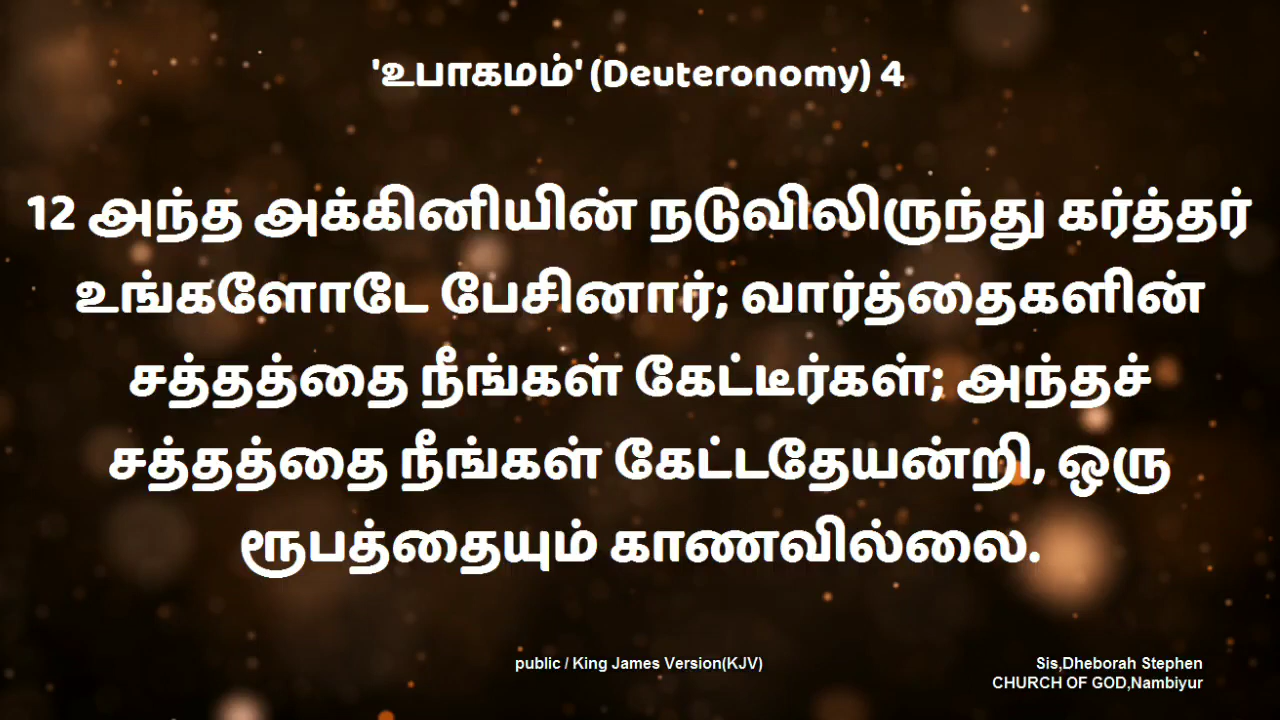 'உபாகமம்' (Deuteronomy) 4
12 அந்த அக்கினியின் நடுவிலிருந்து கர்த்தர்
உங்களோடே பேசினார்; வார்த்தைகளின்
சத்தத்தை நீங்கள் கேட்டீர்கள்; அந்தச்
சத்தத்தை நீங்கள் கேட்டதேயன்றி, ஒரு
ரூபத்தையும் காணவில்லை.
public / King James Version(KJV)
Sis,Dheborah Stephen
CHURCH OF GOD,Nambiyur